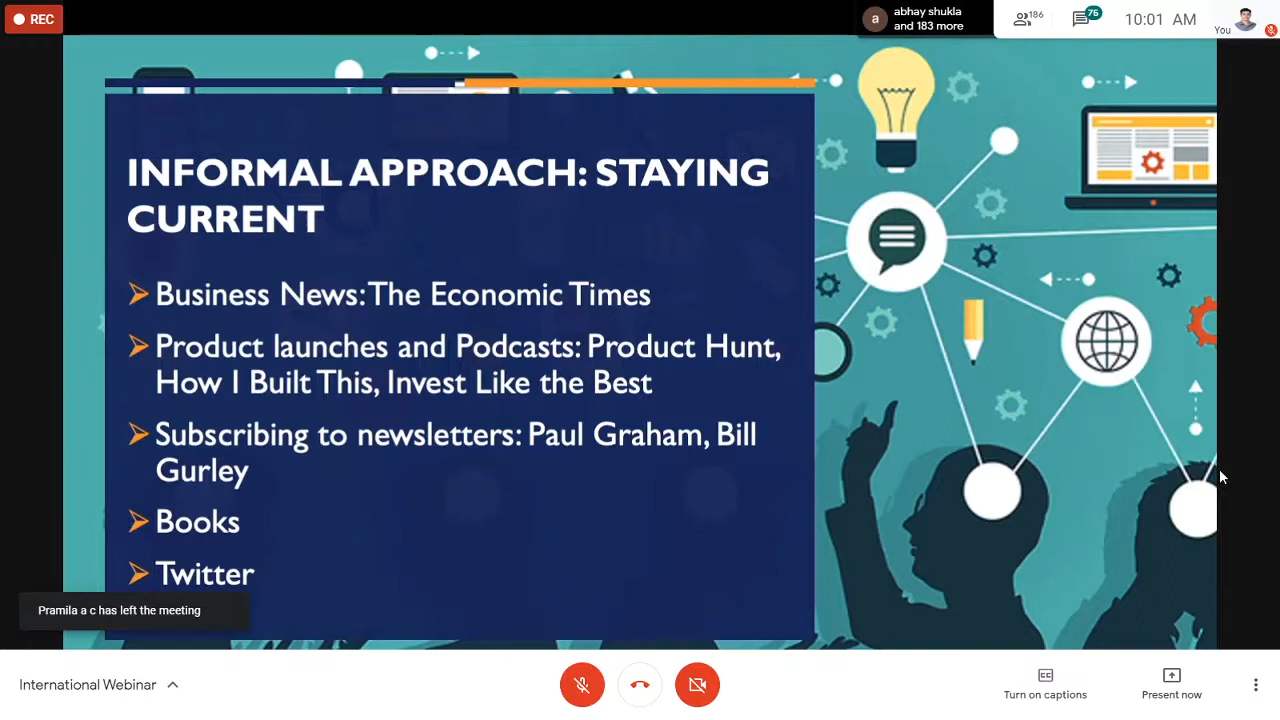 REC
a
abhay shukla
and 183 more
186
75
10:01 AM
You
INFORMAL APPROACH: STAYING
CURRENT
Business News: The Economic Times
Product launches and Podcasts: Product Hunt,
How I Built This, Invest Like the Best
Subscribing to newsletters: Paul Graham, Bill
Gurley
Books
Twitter
Pramila a c has left the meeting
International Webinar
CC
Turn on captions
Present now